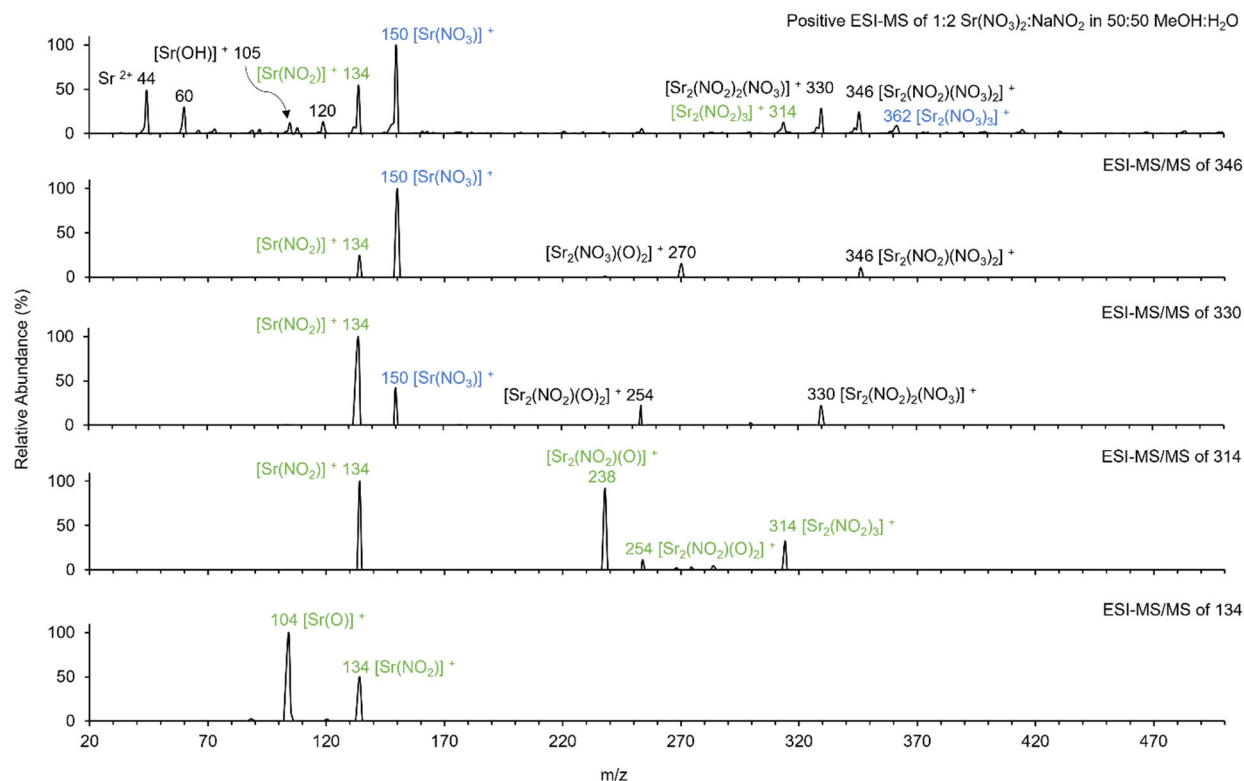 Positive ESI-MS of 1:2 Sr(NO₃)₂:NaNO₂ in 50:50 MeOH:H₂O
150 [Sr(NO₃)]⁺
[Sr(OH)]⁺ 105
Sr²⁺ 44
60
[Sr(NO₂)]⁺ 134
120
[Sr₂(NO₂)₂(NO₃)]⁺ 330
346 [Sr₂(NO₂)(NO₃)₂]⁺
[Sr₂(NO₂)₃]⁺ 314
362 [Sr₂(NO₃)₃]⁺
100
50
0
ESI-MS/MS of 346
150 [Sr(NO₃)]⁺
[Sr(NO₂)]⁺ 134
[Sr₂(NO₃)(O)₂]⁺ 270
346 [Sr₂(NO₂)(NO₃)₂]⁺
100
50
0
ESI-MS/MS of 330
[Sr(NO₂)]⁺ 134
150 [Sr(NO₃)]⁺
[Sr₂(NO₂)(O)₂]⁺ 254
330 [Sr₂(NO₂)₂(NO₃)]⁺
100
50
0
ESI-MS/MS of 314
[Sr(NO₂)]⁺ 134
[Sr₂(NO₂)(O)]⁺
238
254 [Sr₂(NO₂)(O)₂]⁺
314 [Sr₂(NO₂)₃]⁺
100
50
0
ESI-MS/MS of 134
104 [Sr(O)]⁺
134 [Sr(NO₂)]⁺
100
50
0
20 70 120 170 220 270 320 370 420 470
m/z
Relative Abundance (%)